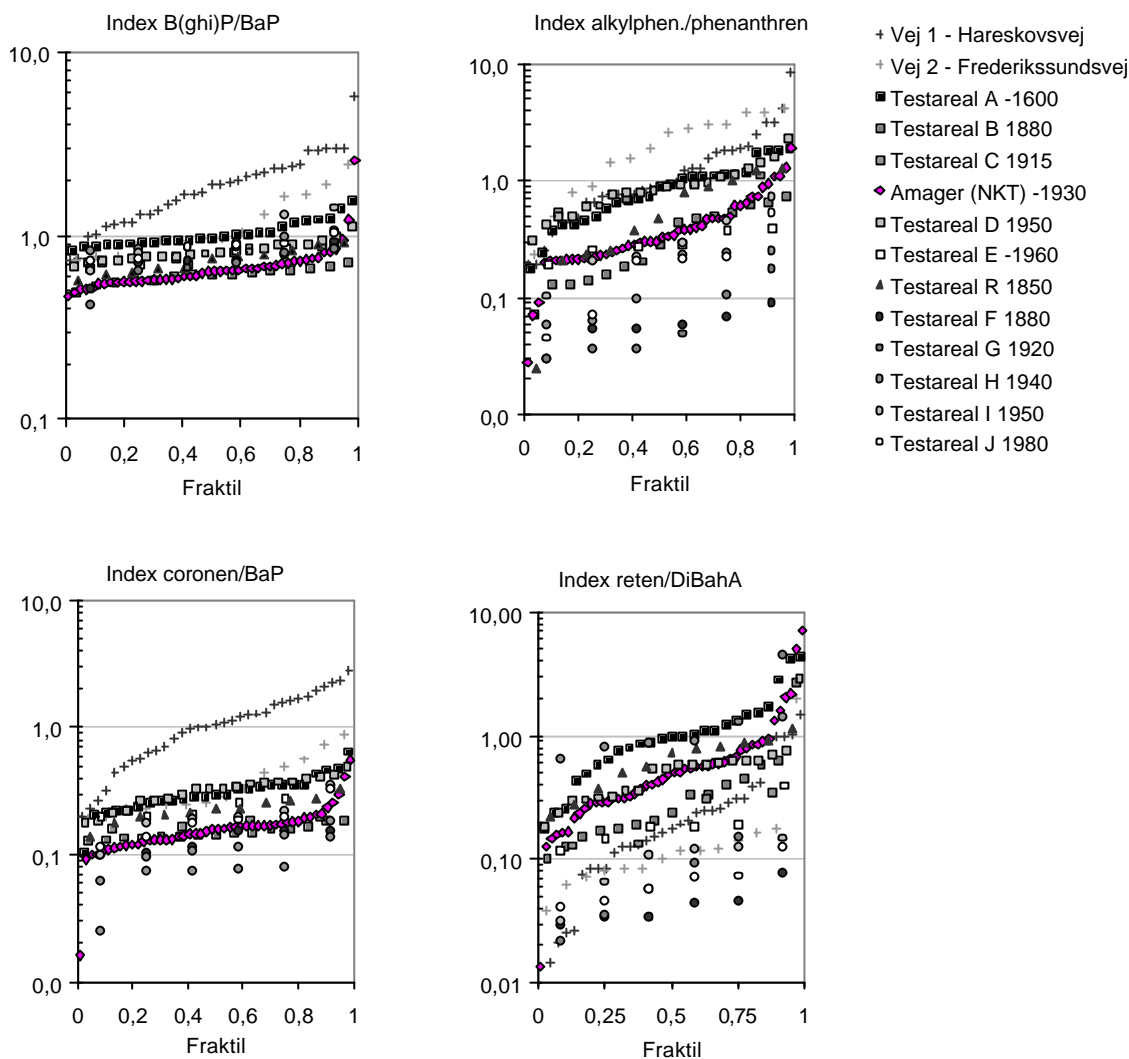 Index B(ghi)P/BaP
10,0
1,0
0,1
0 0,2 0,4 0,6 0,8 1
Fraktil
Index alkylphen./phenanthren
10,0
1,0
0,1
0,0
0 0,2 0,4 0,6 0,8 1
Fraktil
Vej 1 - Hareskovsvej
Vej 2 - Frederikssundsvej
Testareal A -1600
Testareal B 1880
Testareal C 1915
Amager (NKT) -1930
Testareal D 1950
Testareal E -1960
Testareal R 1850
Testareal F 1880
Testareal G 1920
Testareal H 1940
Testareal I 1950
Testareal J 1980
Index coronen/BaP
10,0
1,0
0,1
0,0
0 0,2 0,4 0,6 0,8 1
Fraktil
Index reten/DiBahA
10,00
1,00
0,10
0,01
0 0,25 0,5 0,75 1
Fraktil